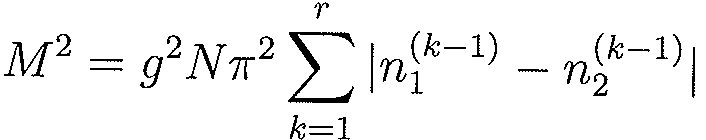 $M^2 = g^2 N \pi^2 \sum_{k=1}^{r} |n_1^{(k-1)} - n_2^{(k-1)}|$